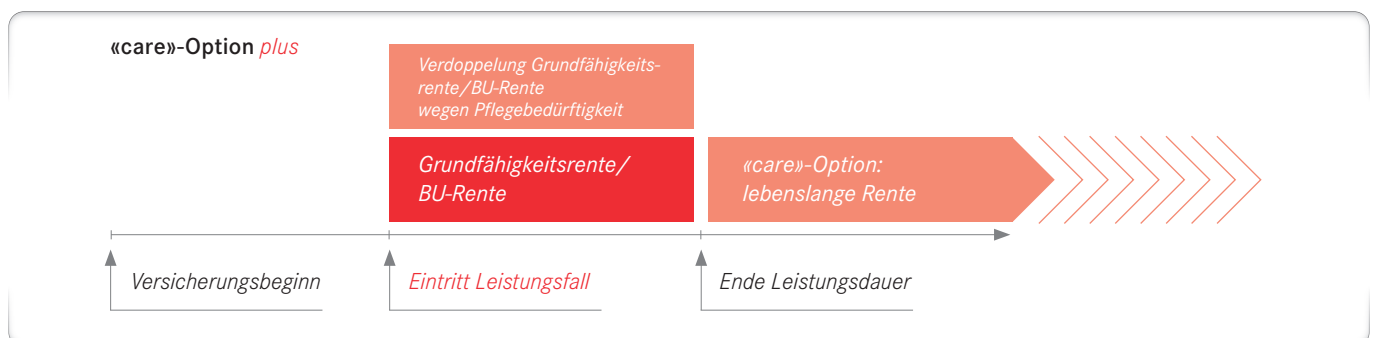 «care»-Option plus
Verdoppelung Grundfähigkeits-
rente/BU-Rente
wegen Pflegebedürftigkeit
Grundfähigkeitsrente/
BU-Rente
«care»-Option:
lebenslange Rente
Versicherungsbeginn
Eintritt Leistungsfall
Ende Leistungsdauer